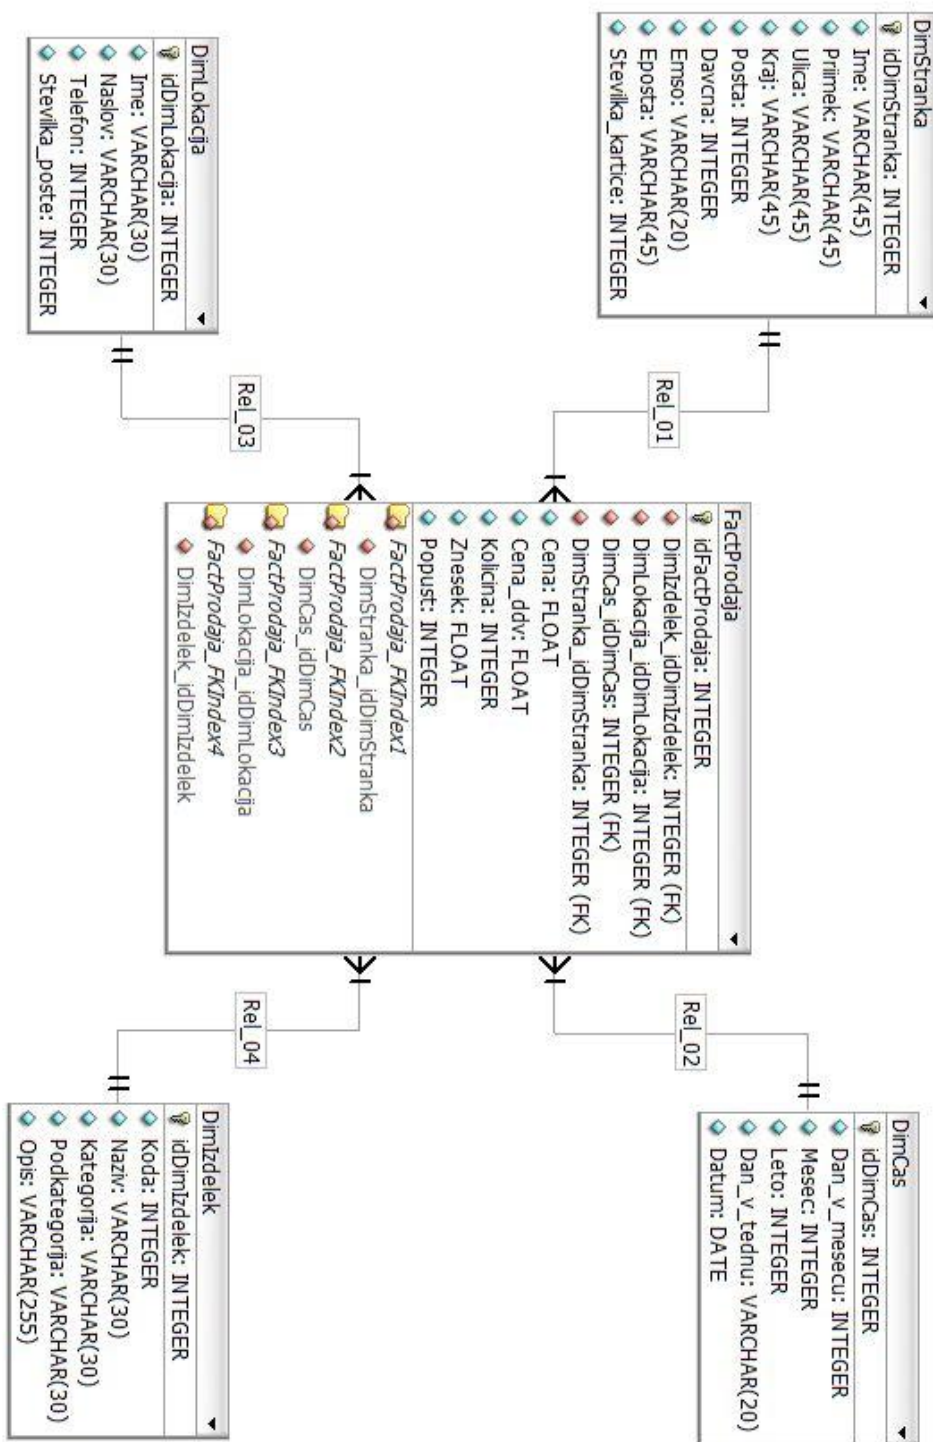 DimStranka
idDimStranka: INTEGER
Ime: VARCHAR(45)
Priimek: VARCHAR(45)
Ulica: VARCHAR(45)
Kraj: VARCHAR(45)
Posta: INTEGER
Davcna: INTEGER
Emso: VARCHAR(20)
Eposta: VARCHAR(45)
Stevilka_kartice: INTEGER
Rel_01
DimCas
idDimCas: INTEGER
Dan_v_mesecu: INTEGER
Mesec: INTEGER
Leto: INTEGER
Dan_v_tednu: VARCHAR(20)
Datum: DATE
Rel_02
FactProdaja
idFactProdaja: INTEGER
DimIzdelek_idDimIzdelek: INTEGER (FK)
DimLokacija_idDimLokacija: INTEGER (FK)
DimCas_idDimCas: INTEGER (FK)
DimStranka_idDimStranka: INTEGER (FK)
Cena: FLOAT
Cena_ddv: FLOAT
Kolicina: INTEGER
Znesek: FLOAT
Popust: INTEGER
FactProdaja_FKIndex1
DimStranka_idDimStranka
FactProdaja_FKIndex2
DimCas_idDimCas
FactProdaja_FKIndex3
DimLokacija_idDimLokacija
FactProdaja_FKIndex4
DimIzdelek_idDimIzdelek
Rel_03
DimLokacija
idDimLokacija: INTEGER
Ime: VARCHAR(30)
Naslov: VARCHAR(30)
Telefon: INTEGER
Stevilka_poste: INTEGER
Rel_04
DimIzdelek
idDimIzdelek: INTEGER
Koda: INTEGER
Naziv: VARCHAR(30)
Kategorija: VARCHAR(30)
Podkategorija: VARCHAR(30)
Opis: VARCHAR(255)